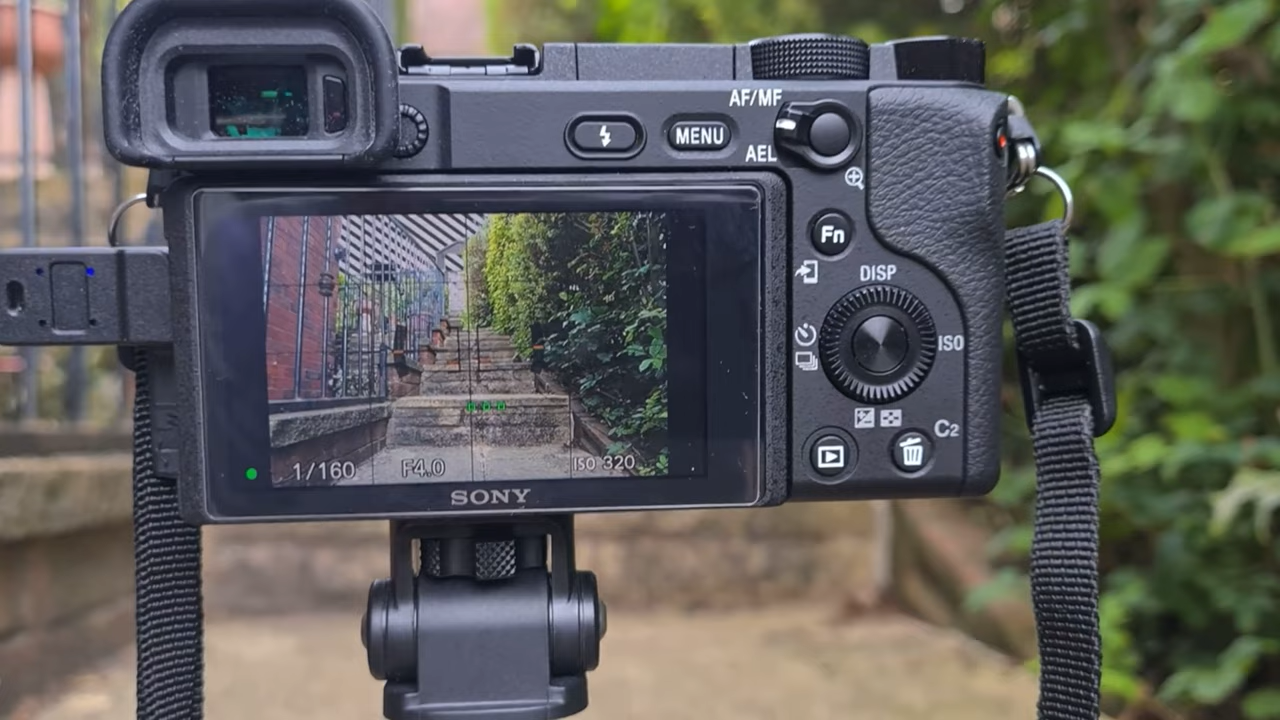 AF/MF
MENU
AEL
Fn
DISP
ISO
C2
1/160 F4.0 ISO 320
SONY